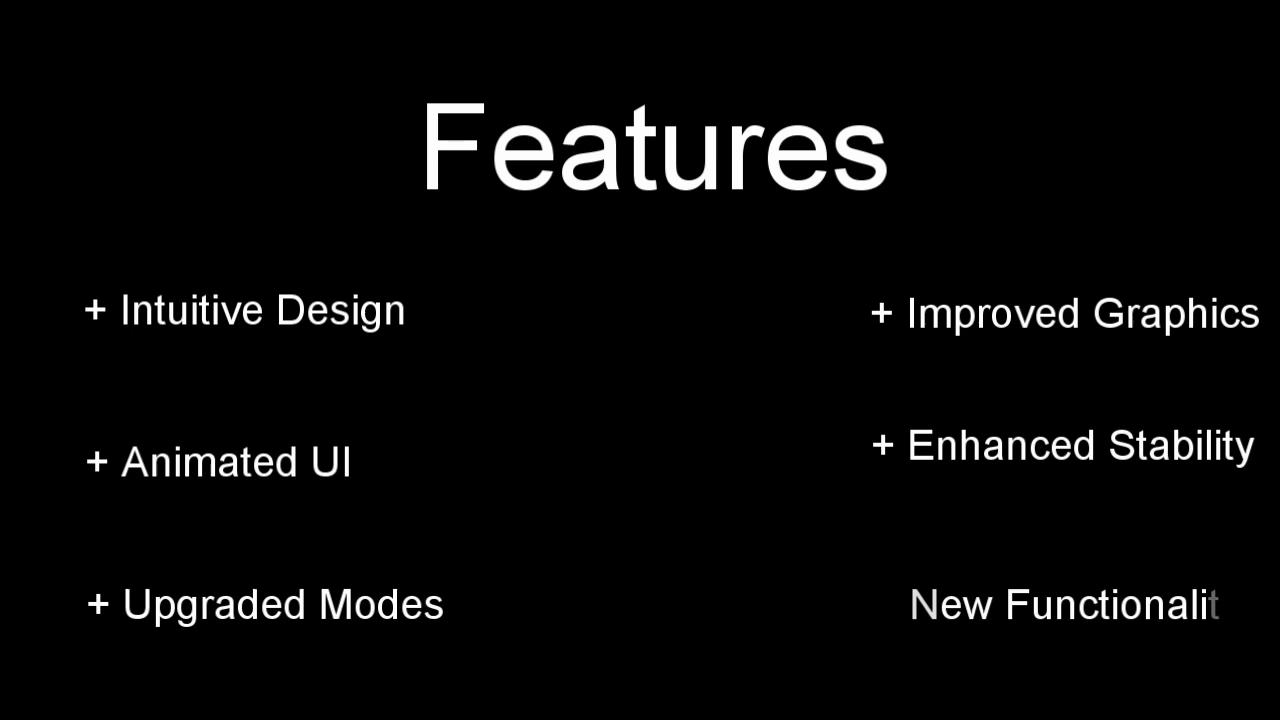 Features
+ Intuitive Design
+ Improved Graphics
+ Animated UI
+ Enhanced Stability
+ Upgraded Modes
New Functionalit